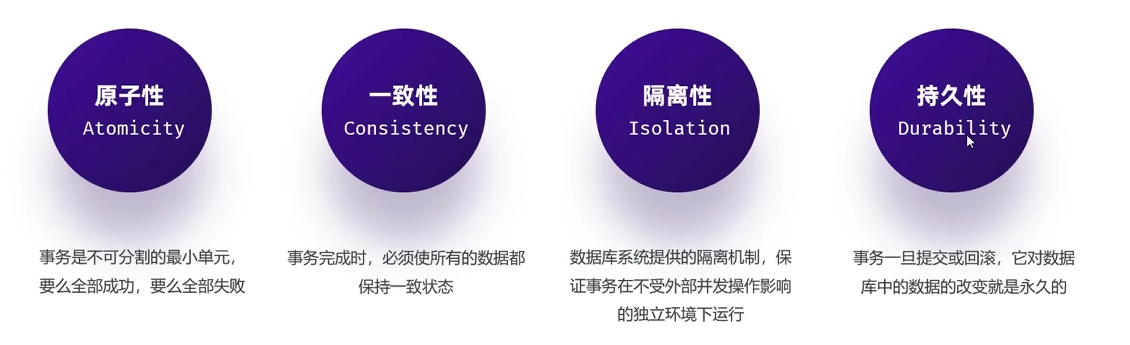 原子性
Atomicity
事务是不可分割的最小单元，
要么全部成功，要么全部失败
一致性
Consistency
事务完成时，必须使所有的数据都
保持一致状态
隔离性
Isolation
数据库系统提供的隔离机制，保
证事务在不受外部并发操作影响
的独立环境下运行
持久性
Durability
事务一旦提交或回滚，它对数据
库中的数据的改变就是永久的